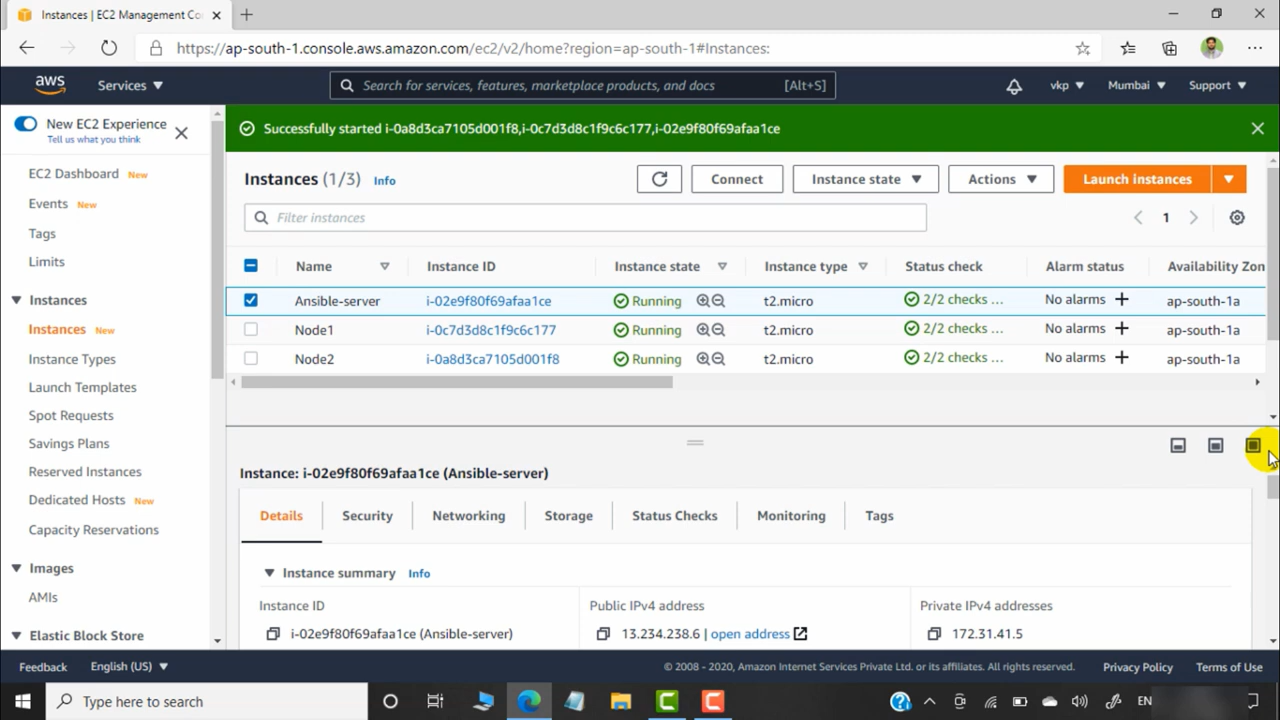 Instances | EC2 Management Co
https://ap-south-1.console.aws.amazon.com/ec2/v2/home?region=ap-south-1#Instances:
aws Services Search for services, features, marketplace products, and docs [Alt+S] vkp Mumbai Support
New EC2 Experience
Tell us what you think
EC2 Dashboard New
Events New
Tags
Limits
Instances
Instances New
Instance Types
Launch Templates
Spot Requests
Savings Plans
Reserved Instances
Dedicated Hosts New
Capacity Reservations
Images
AMIs
Elastic Block Store
Successfully started i-0a8d3ca7105d001f8,i-0c7d3d8c1f9c6c177,i-02e9f80f69afaa1ce
Instances (1/3) Info Connect Instance state Actions Launch instances
Filter instances 1
Name Instance ID Instance state Instance type Status check Alarm status Availability Zon
Ansible-server i-02e9f80f69afaa1ce Running t2.micro 2/2 checks ... No alarms + ap-south-1a
Node1 i-0c7d3d8c1f9c6c177 Running t2.micro 2/2 checks ... No alarms + ap-south-1a
Node2 i-0a8d3ca7105d001f8 Running t2.micro 2/2 checks ... No alarms + ap-south-1a
Instance: i-02e9f80f69afaa1ce (Ansible-server)
Details Security Networking Storage Status Checks Monitoring Tags
Instance summary Info
Instance ID Public IPv4 address Private IPv4 addresses
i-02e9f80f69afaa1ce (Ansible-server) 13.234.238.6 | open address 172.31.41.5
Feedback English (US) © 2008 - 2020, Amazon Internet Services Private Ltd. or its affiliates. All rights reserved. Privacy Policy Terms of Use
Type here to search ENG